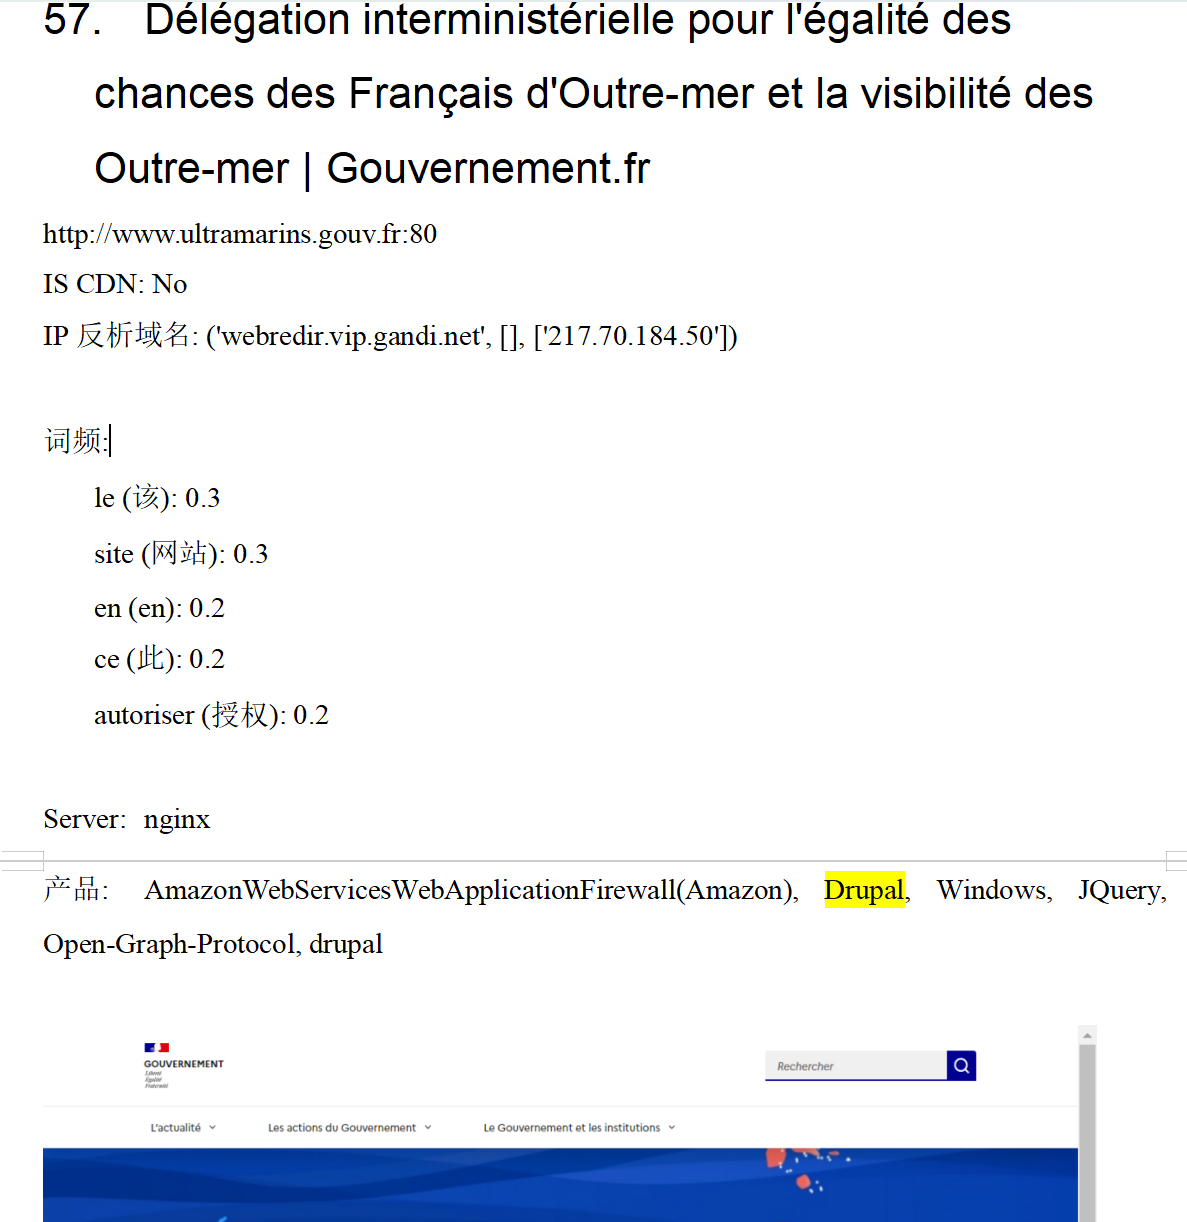 57. Délégation interministérielle pour l'égalité des
chances des Français d'Outre-mer et la visibilité des
Outre-mer | Gouvernement.fr
http://www.ultramarins.gouv.fr:80
IS CDN: No
IP 反析域名: ('webredir.vip.gandi.net', [], ['217.70.184.50'])
词频:
le (该): 0.3
site (网站): 0.3
en (en): 0.2
ce (此): 0.2
autoriser (授权): 0.2
Server: nginx
产品: AmazonWebServicesWebApplicationFirewall(Amazon), Drupal, Windows, JQuery,
Open-Graph-Protocol, drupal
GOUVERNEMENT
Liberté
Égalité
Fraternité
Rechercher
L'actualité
Les actions du Gouvernement
Le Gouvernement et les institutions